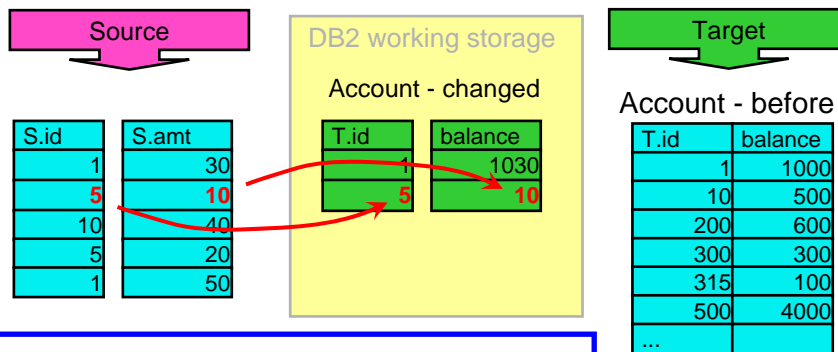 Source
DB2 working storage
Target
Account - changed
Account - before
S.id S.amt
1 30
5 10
10 40
5 20
1 50
T.id balance
1 1030
5 10
T.id balance
1 1000
10 500
200 600
300 300
315 100
500 4000
...